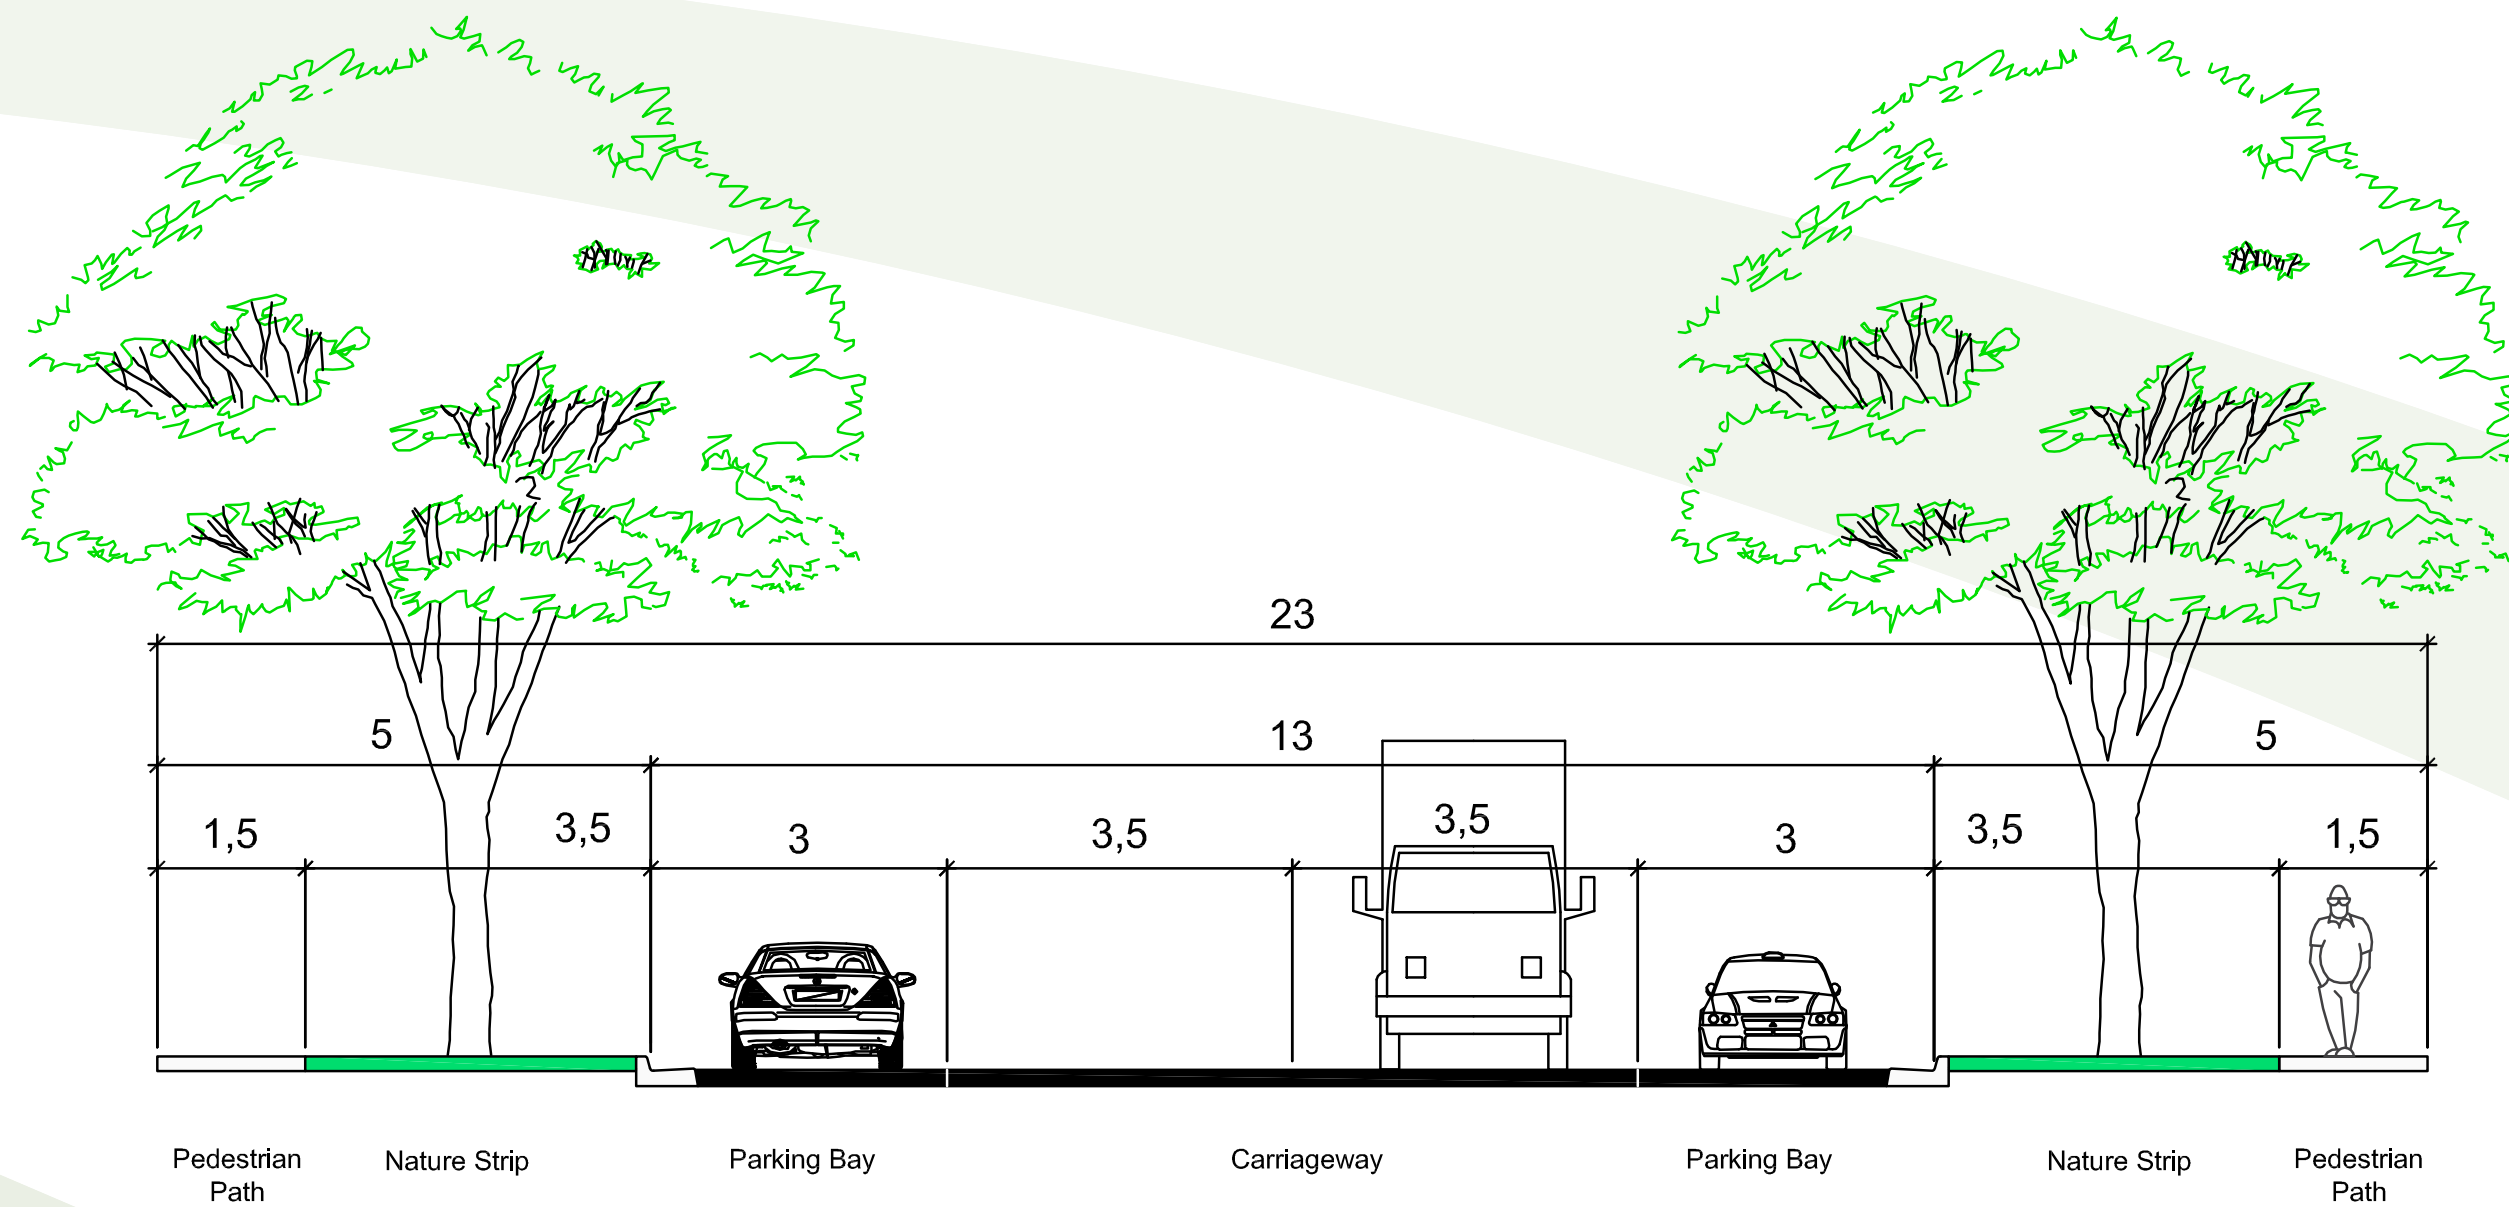 23
5
13
5
1,5
3,5
3
3,5
3,5
3
3,5
1,5
Pedestrian
Path
Nature Strip
Parking Bay
Carriageway
Parking Bay
Nature Strip
Pedestrian
Path